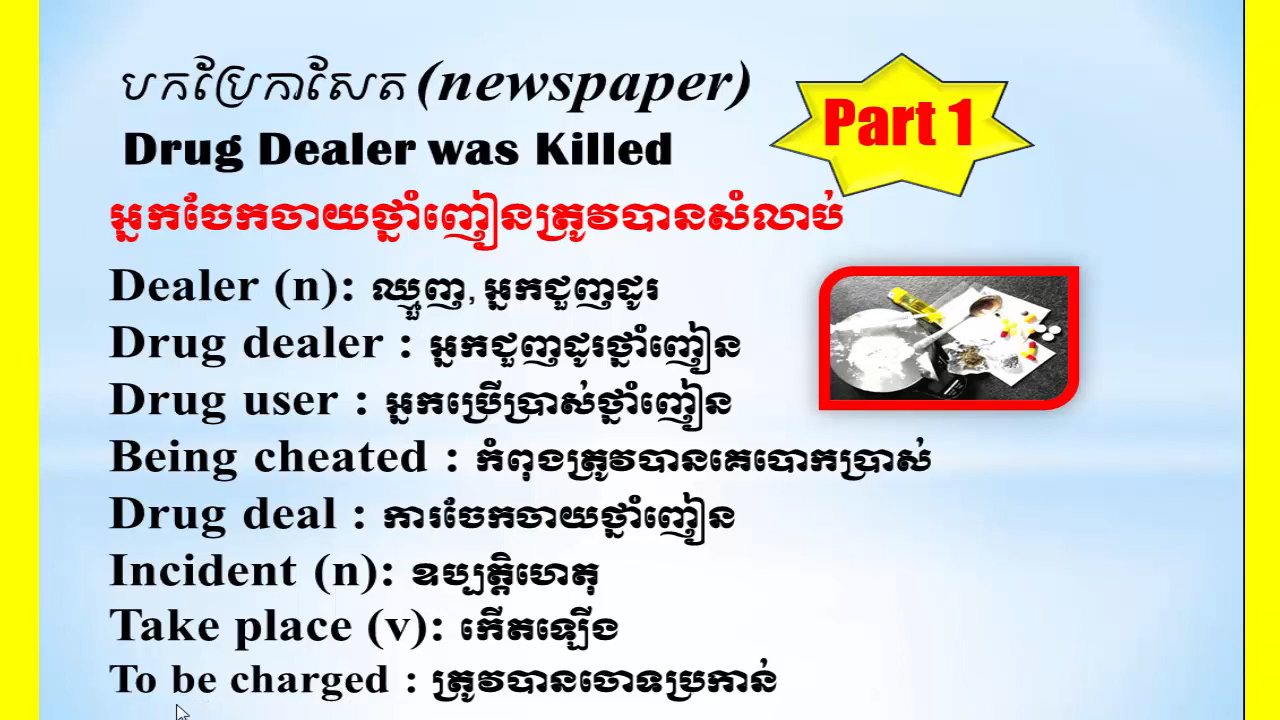 បកប្រែកាសែត (newspaper)
Part 1
Drug Dealer was Killed
អ្នកចែកចាយថ្នាំញៀនត្រូវបានសំលាប់
Dealer (n): ឈ្មួញ, អ្នកជួញដូរ
Drug dealer : អ្នកជួញដូរថ្នាំញៀន
Drug user : អ្នកប្រើប្រាស់ថ្នាំញៀន
Being cheated : កំពុងត្រូវបានគេបោកប្រាស់
Drug deal : ការចែកចាយថ្នាំញៀន
Incident (n): ឧប្បត្តិហេតុ
Take place (v): កើតឡើង
To be charged : ត្រូវបានចោទប្រកាន់